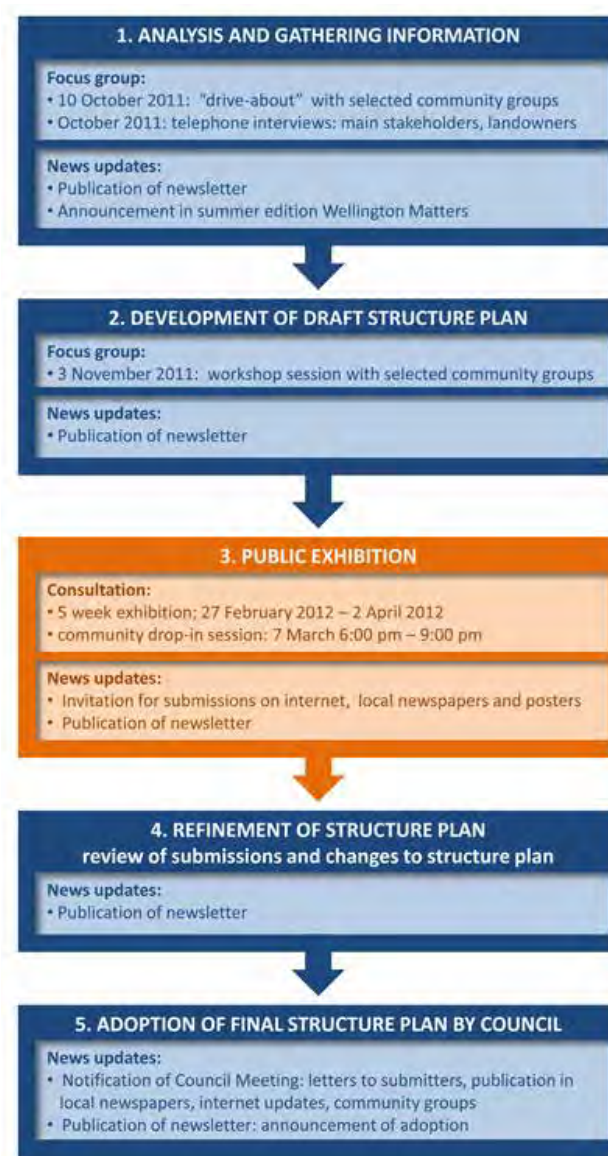 1. ANALYSIS AND GATHERING INFORMATION
Focus group:
• 10 October 2011: "drive-about" with selected community groups
• October 2011: telephone interviews: main stakeholders, landowners
News updates:
• Publication of newsletter
• Announcement in summer edition Wellington Matters
2. DEVELOPMENT OF DRAFT STRUCTURE PLAN
Focus group:
• 3 November 2011: workshop session with selected community groups
News updates:
• Publication of newsletter
3. PUBLIC EXHIBITION
Consultation:
• 5 week exhibition; 27 February 2012 – 2 April 2012
• community drop-in session: 7 March 6:00 pm – 9:00 pm
News updates:
• Invitation for submissions on internet, local newspapers and posters
• Publication of newsletter
4. REFINEMENT OF STRUCTURE PLAN
review of submissions and changes to structure plan
News updates:
• Publication of newsletter
5. ADOPTION OF FINAL STRUCTURE PLAN BY COUNCIL
News updates:
• Notification of Council Meeting: letters to submitters, publication in
local newspapers, internet updates, community groups
• Publication of newsletter: announcement of adoption